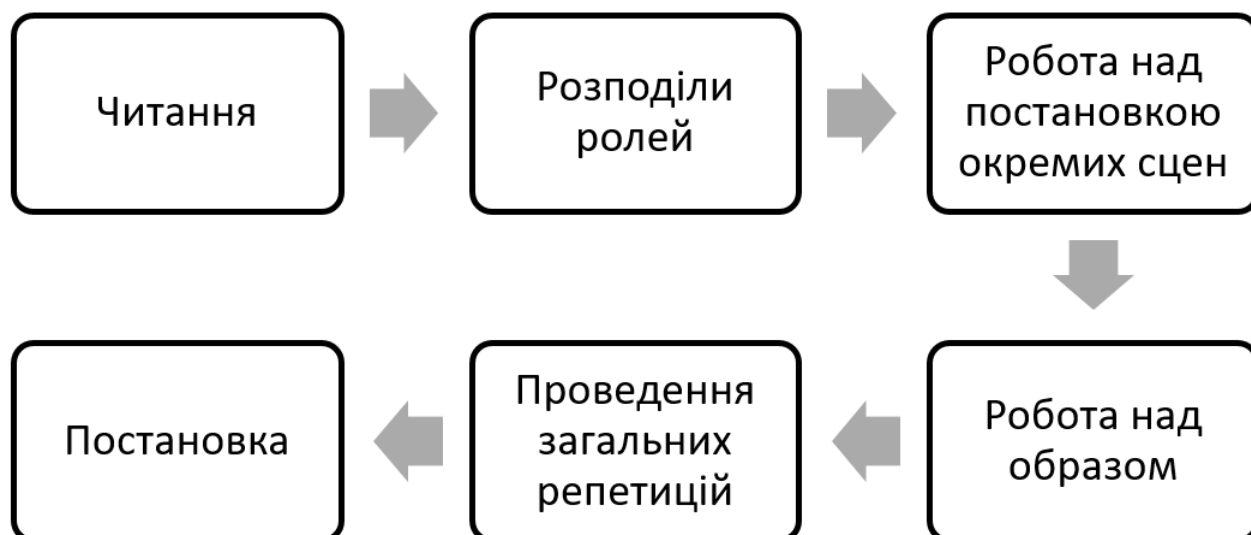 Читання
Розподіли
ролей
Робота над
постановкою
окремих сцен
Робота над
образом
Проведення
загальних
репетицій
Постановка